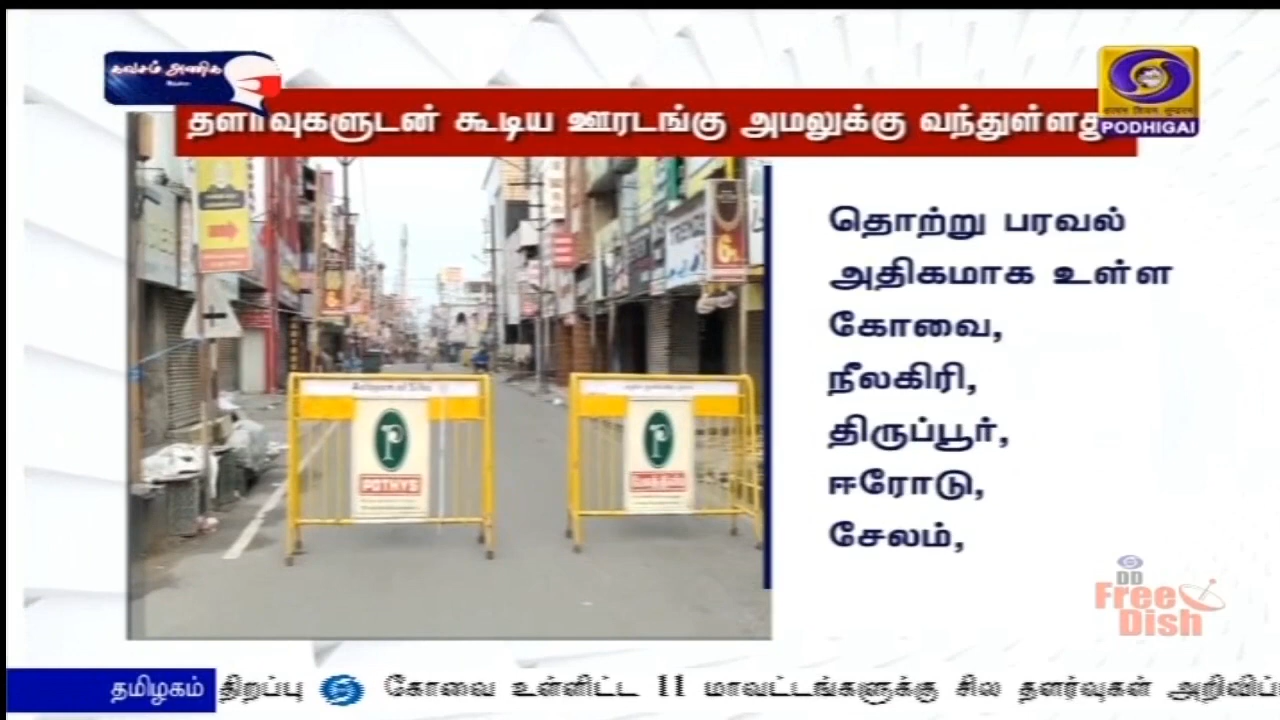 கவசம் அணிக
தளர்வுகளுடன் கூடிய ஊரடங்கு அமலுக்கு வந்துள்ளது
PODHIGAI
தொற்று பரவல்
அதிகமாக உள்ள
கோவை,
நீலகிரி,
திருப்பூர்,
ஈரோடு,
சேலம்,
POTHYS
போத்தீஸ்
DD
Free
Dish
தமிழகம் திறப்பு கோவை உள்ளிட்ட 11 மாவட்டங்களுக்கு சில தளர்வுகள்